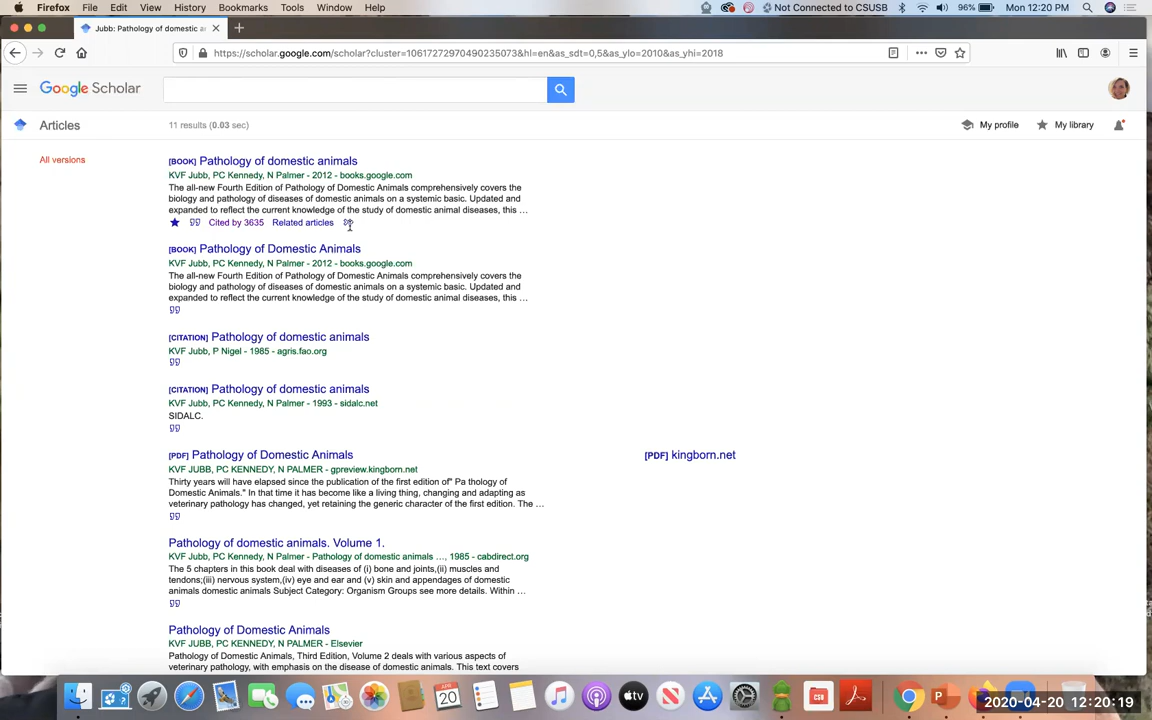 Firefox File Edit View History Bookmarks Tools Window Help Not Connected to CSUSB 96% Mon 12:20 PM
Jubb: Pathology of domestic a
https://scholar.google.com/scholar?cluster=10617272970490235073&hl=en&as_sdt=0,5&as_ylo=2010&as_yhi=2018
Google Scholar
Articles 11 results (0.03 sec) My profile My library
All versions
[BOOK] Pathology of domestic animals
KVF Jubb, PC Kennedy, N Palmer - 2012 - books.google.com
The all-new Fourth Edition of Pathology of Domestic Animals comprehensively covers the
biology and pathology of diseases of domestic animals on a systemic basic. Updated and
expanded to reflect the current knowledge of the study of domestic animal diseases, this ...
Cited by 3635 Related articles
[BOOK] Pathology of Domestic Animals
KVF Jubb, PC Kennedy, N Palmer - 2012 - books.google.com
The all-new Fourth Edition of Pathology of Domestic Animals comprehensively covers the
biology and pathology of diseases of domestic animals on a systemic basic. Updated and
expanded to reflect the current knowledge of the study of domestic animal diseases, this ...
[CITATION] Pathology of domestic animals
KVF Jubb, P Nigel - 1985 - agris.fao.org
[CITATION] Pathology of domestic animals
KVF Jubb, PC Kennedy, N Palmer - 1993 - sidalc.net
SIDALC.
[PDF] Pathology of Domestic Animals [PDF] kingborn.net
KVF JUBB, PC KENNEDY, N PALMER - gpreview.kingborn.net
Thirty years will have elapsed since the publication of the first edition of" Pa thology of
Domestic Animals." In that time it has become like a living thing, changing and adapting as
veterinary pathology has changed, yet retaining the generic character of the first edition. The ...
Pathology of domestic animals. Volume 1.
KVF Jubb, PC Kennedy, N Palmer - Pathology of domestic animals ..., 1985 - cabdirect.org
The 5 chapters in this book deal with diseases of (i) bone and joints,(ii) muscles and
tendons;(iii) nervous system,(iv) eye and ear and (v) skin and appendages of domestic
animals domestic animals Subject Category: Organism Groups see more details. Within ...
Pathology of Domestic Animals
KVF JUBB, PC KENNEDY, N PALMER - Elsevier
Pathology of Domestic Animals, Third Edition, Volume 2 deals with various aspects of
veterinary pathology, with emphasis on the disease of domestic animals. This text covers
APR
20
tv
CSI
P
2020-04-20 12:20:19